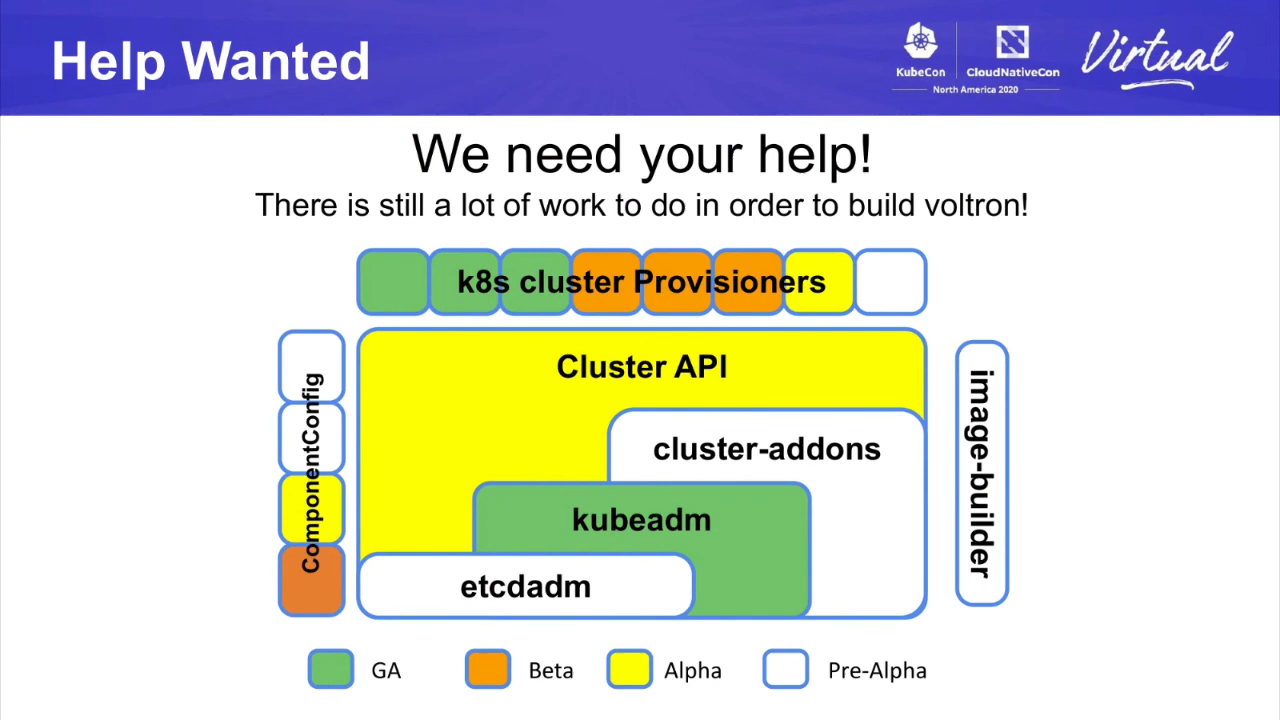 Help Wanted
KubeCon
CloudNativeCon
North America 2020
Virtual
We need your help!
There is still a lot of work to do in order to build voltron!
k8s cluster Provisioners
ComponentConfig
Cluster API
cluster-addons
kubeadm
etcdadm
image-builder
GA
Beta
Alpha
Pre-Alpha